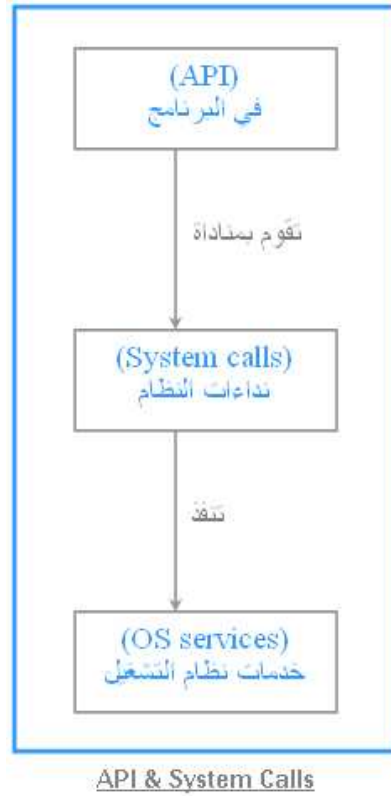 (API)
في البرنامج
تقوم بمناداة
(System calls)
نداءات النظام
تنفذ
(OS services)
خدمات نظام التشغيل
API & System Calls